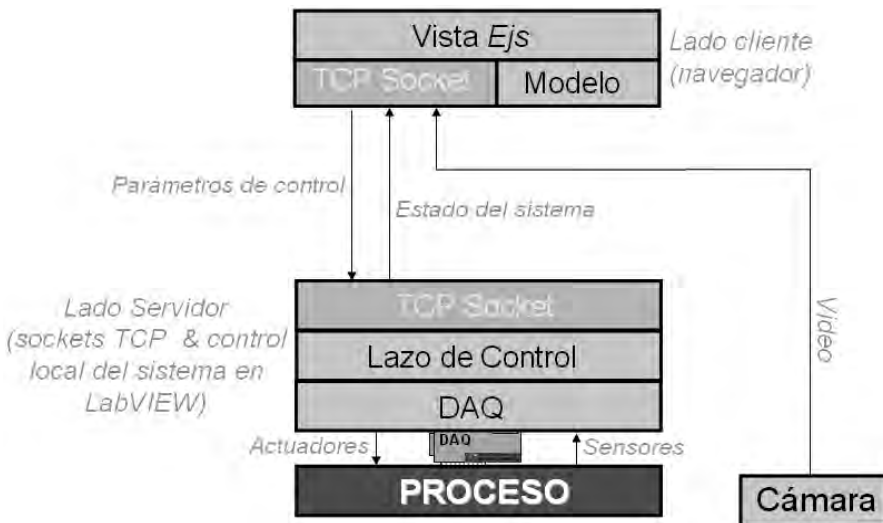 Vista Ejs
TCP Socket
Modelo
Lado cliente
(navegador)
Parámetros de control
Estado del sistema
Lado Servidor
(sockets TCP & control
local del sistema en
LabVIEW)
TCP Socket
Lazo de Control
DAQ
Vídeo
Actuadores
DAQ
Sensores
PROCESO
Cámara